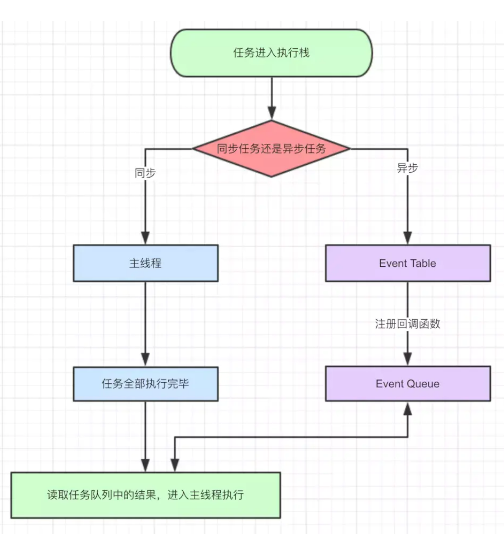 任务进入执行栈
同步任务还是异步任务
同步
异步
主线程
Event Table
注册回调函数
任务全部执行完毕
Event Queue
读取任务队列中的结果，进入主线程执行